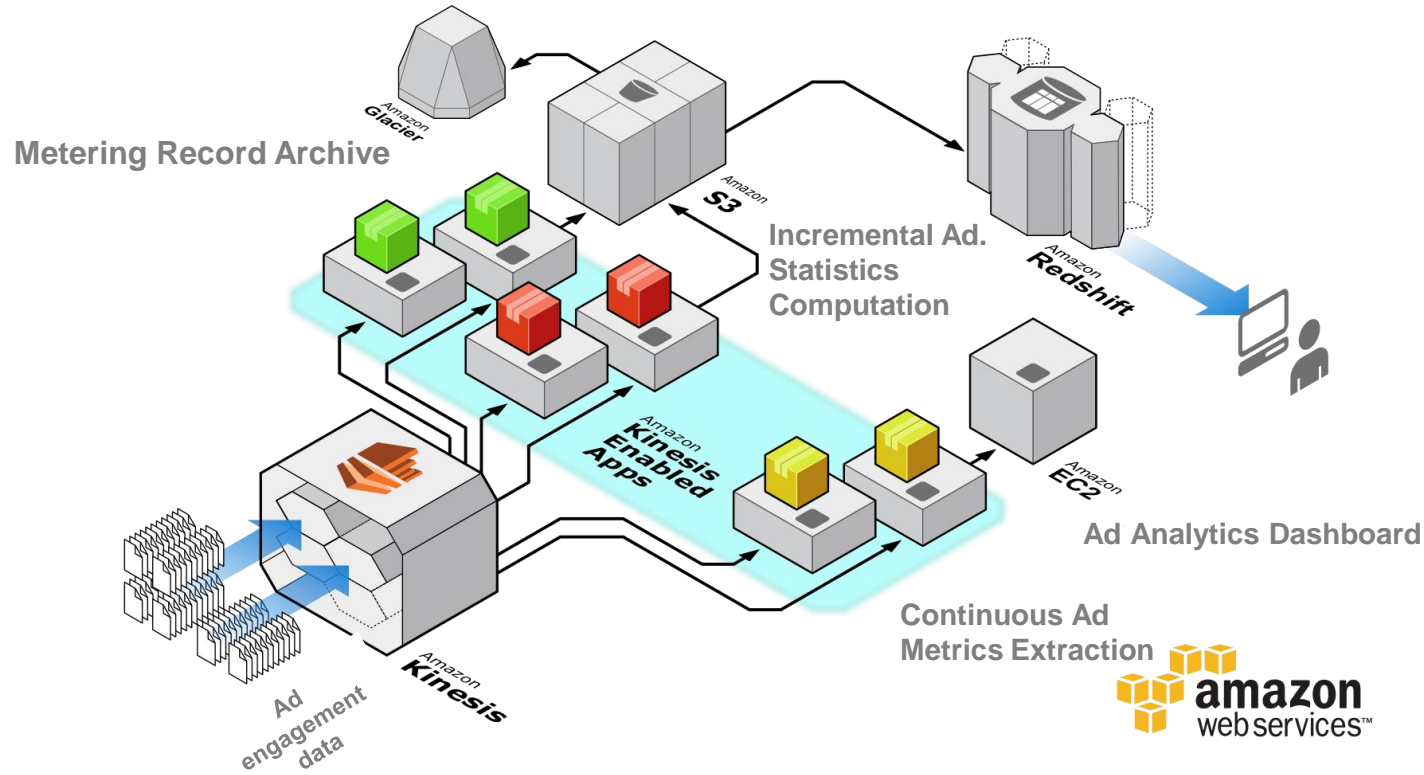 Amazon
Glacier
Metering Record Archive
Amazon
S3
Incremental Ad.
Statistics
Computation
Amazon
Redshift
Amazon
Kinesis
Enabled
Apps
Amazon
EC2
Ad Analytics Dashboard
Continuous Ad
Metrics Extraction
Amazon
Kinesis
Ad
engagement
data
amazon
web services™